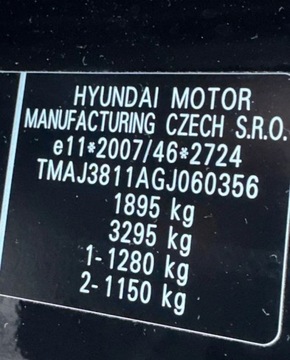 HYUNDAI MOTOR
MANUFACTURING CZECH S.R.O.
e11*2007/46*2724
TMAJ3811AGJ060356
1895 kg
3295 kg
1-1280 kg
2-1150 kg